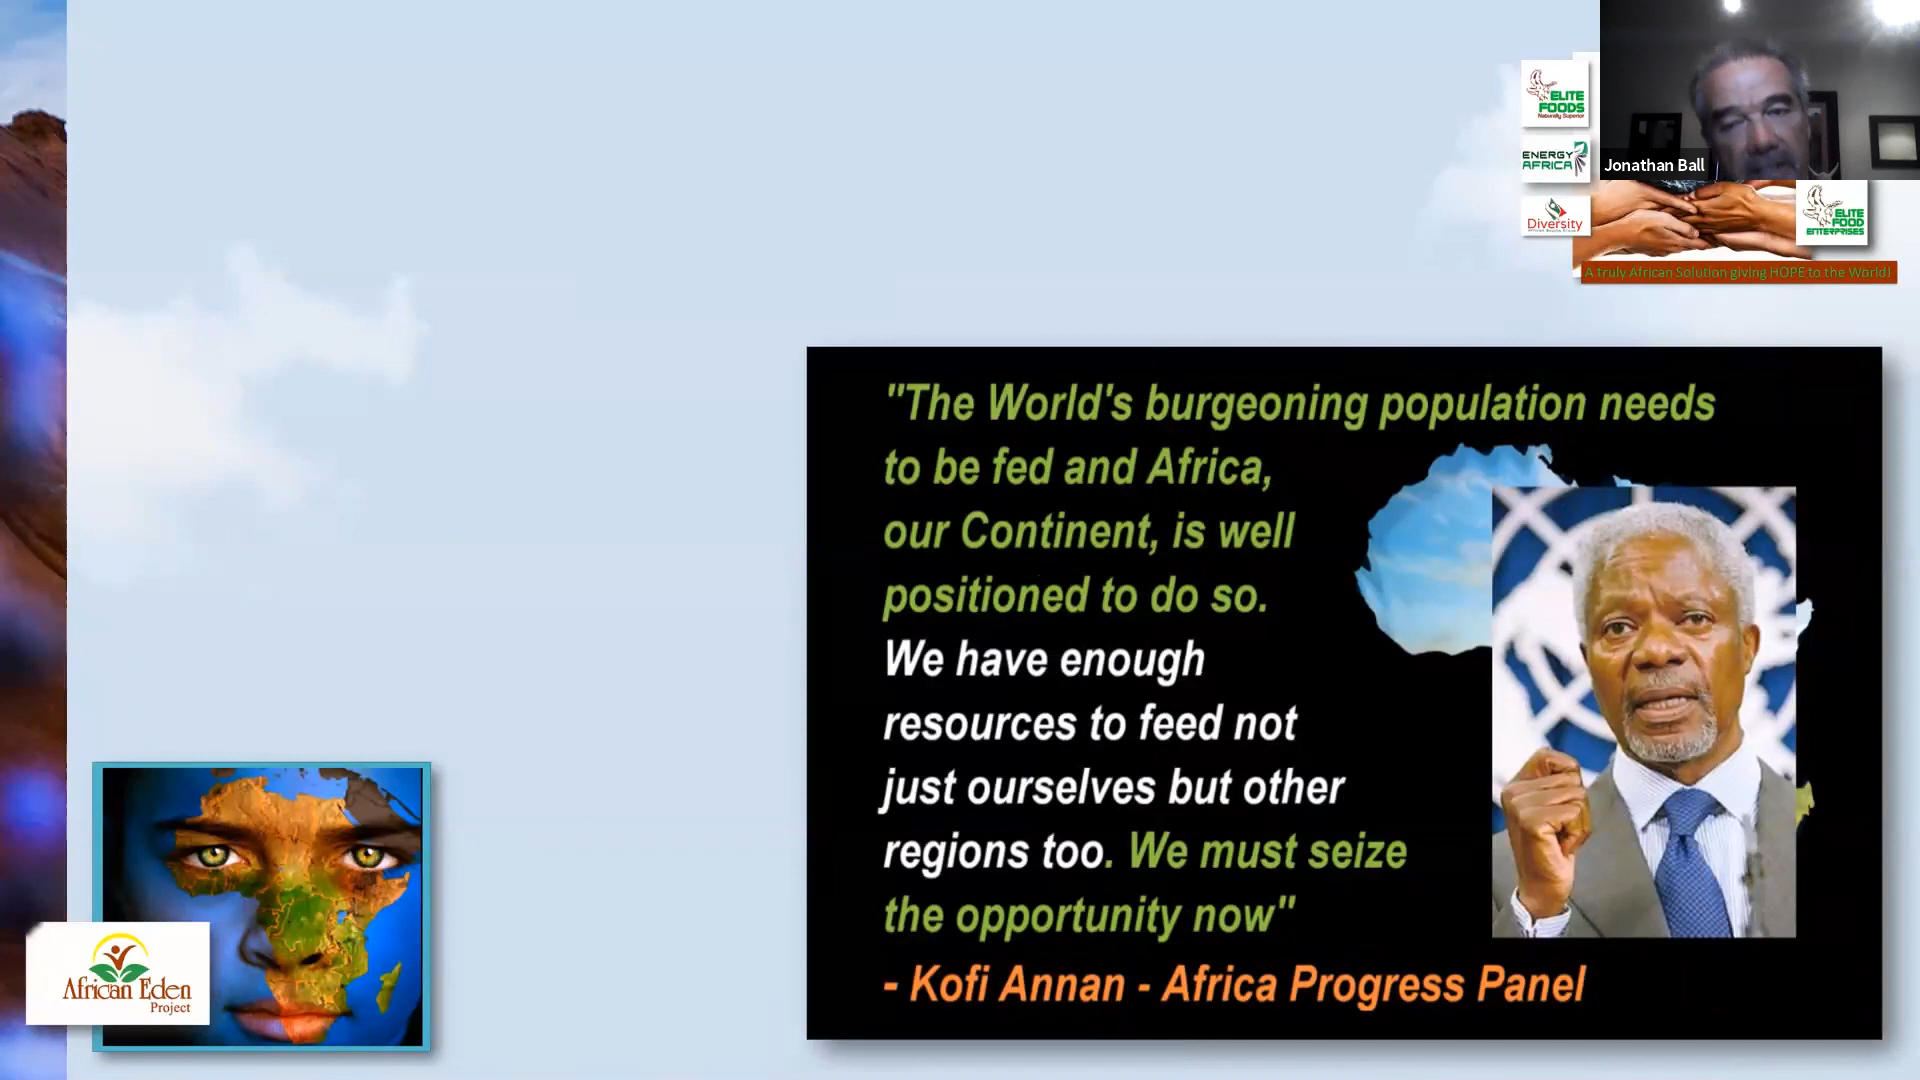 ELITE
FOODS
Naturally Superior
ENERGY
AFRICA
Diversity
Jonathan Ball
ELITE
FOOD
ENTERPRISES
A truly African Solution giving HOPE to the World!
"The World's burgeoning population needs
to be fed and Africa,
our Continent, is well
positioned to do so.
We have enough
resources to feed not
just ourselves but other
regions too. We must seize
the opportunity now"
- Kofi Annan - Africa Progress Panel
African Eden
Project